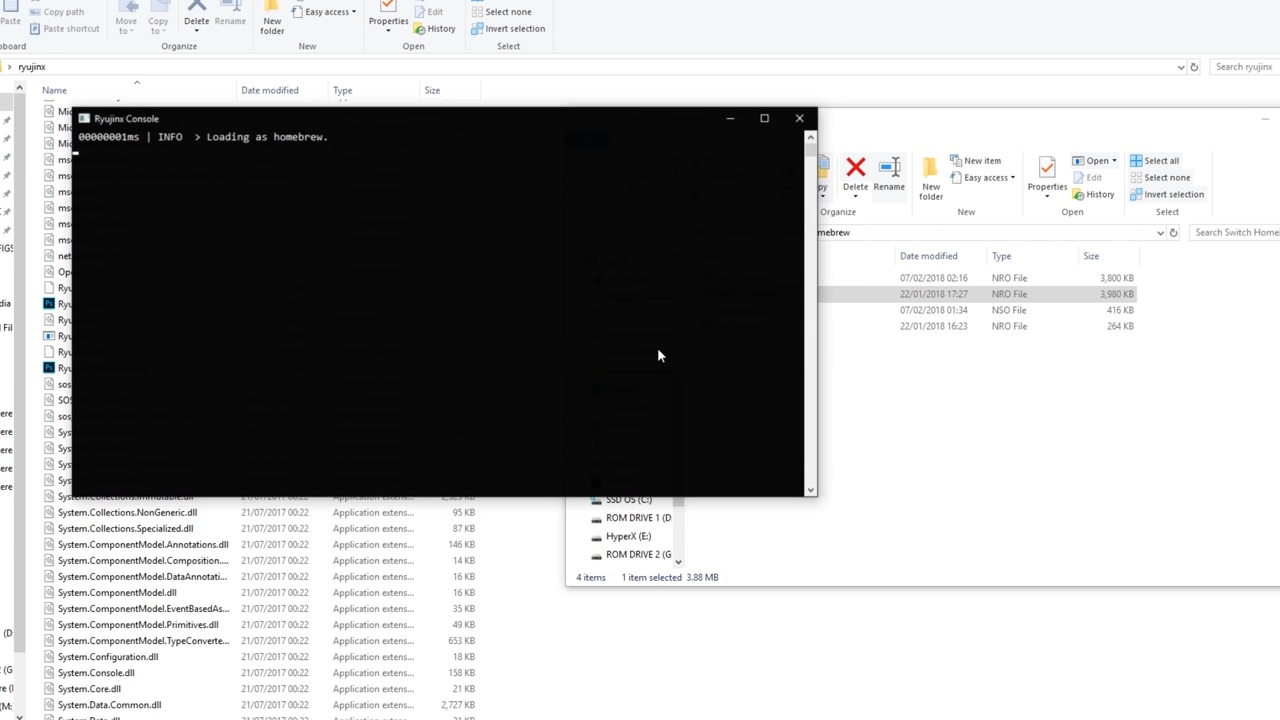 Paste
Copy path
Paste shortcut
Move to
Copy to
Delete
Rename
New folder
Easy access
Properties
Edit
History
Select none
Invert selection
Organize
New
Open
Select
ryujinx
Search ryujinx
Name
Date modified
Type
Size
Ryujinx Console
00000001ms | INFO > Loading as homebrew.
Delete
Rename
New folder
New item
Easy access
Properties
Open
Edit
History
Select all
Select none
Invert selection
Organize
New
Open
Select
Date modified
Type
Size
07/02/2018 02:16 NRO File 3,800 KB
22/01/2018 17:27 NRO File 3,980 KB
07/02/2018 01:34 NSO File 416 KB
22/01/2018 16:23 NRO File 264 KB
SSD OS (C:)
ROM DRIVE 1 (D
HyperX (E:)
ROM DRIVE 2 (G
4 items 1 item selected 3.88 MB
System.Collections.NonGeneric.dll 21/07/2017 00:22 Application extens... 95 KB
System.Collections.Specialized.dll 21/07/2017 00:22 Application extens... 87 KB
System.ComponentModel.Annotations.dll 21/07/2017 00:22 Application extens... 146 KB
System.ComponentModel.Composition.... 21/07/2017 00:22 Application extens... 14 KB
System.ComponentModel.DataAnnotati... 21/07/2017 00:22 Application extens... 16 KB
System.ComponentModel.dll 21/07/2017 00:22 Application extens... 16 KB
System.ComponentModel.EventBasedAs... 21/07/2017 00:22 Application extens... 35 KB
System.ComponentModel.Primitives.dll 21/07/2017 00:22 Application extens... 49 KB
System.ComponentModel.TypeConverte... 21/07/2017 00:22 Application extens... 653 KB
System.Configuration.dll 21/07/2017 00:22 Application extens... 18 KB
System.Console.dll 21/07/2017 00:22 Application extens... 158 KB
System.Core.dll 21/07/2017 00:22 Application extens... 21 KB
System.Data.Common.dll 21/07/2017 00:22 Application extens... 2,727 KB